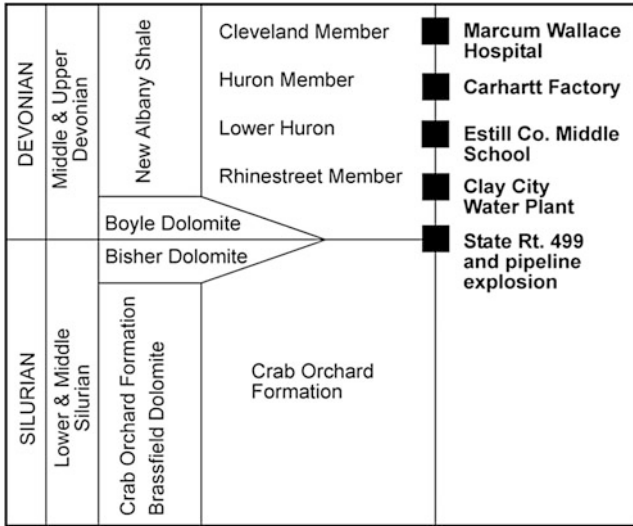 DEVONIAN
Middle & Upper
Devonian
New Albany Shale
Cleveland Member
Huron Member
Lower Huron
Rhinestreet Member
Marcum Wallace
Hospital
Carhartt Factory
Estill Co. Middle
School
Clay City
Water Plant
State Rt. 499
and pipeline
explosion
Boyle Dolomite
Bisher Dolomite
SILURIAN
Lower & Middle
Silurian
Crab Orchard Formation
Brassfield Dolomite
Crab Orchard
Formation